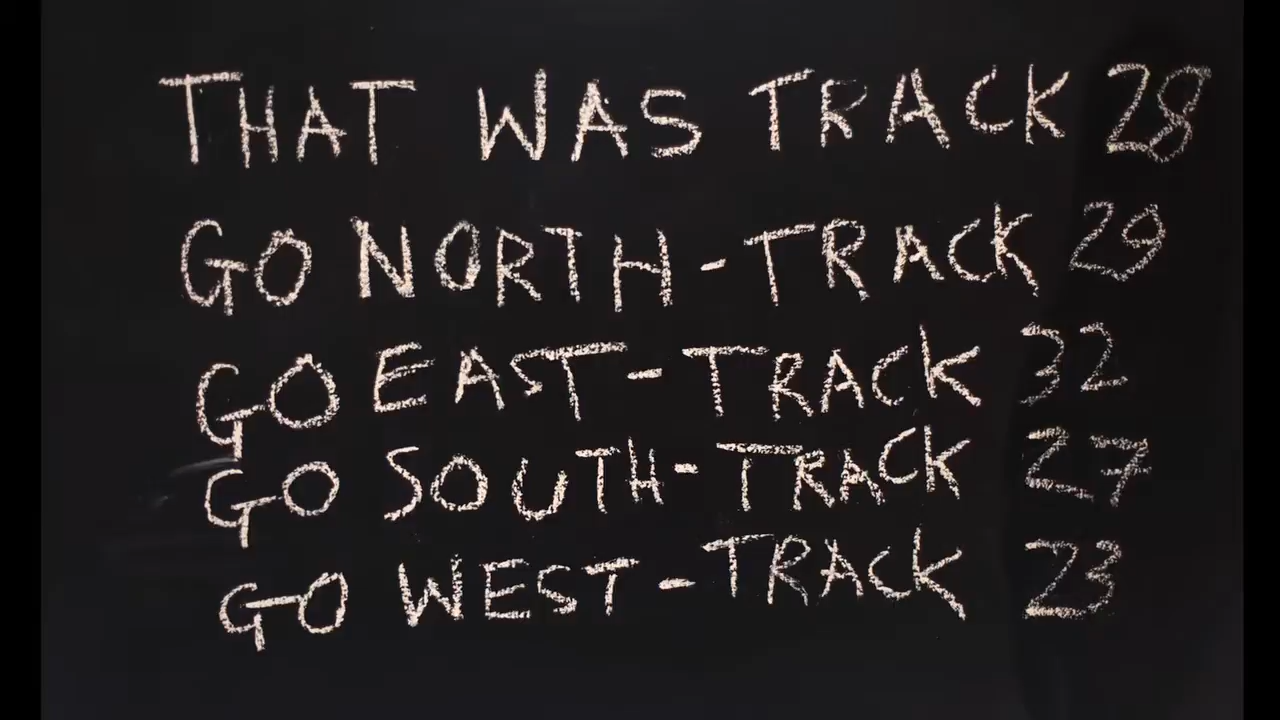 THAT WAS TRACK 28
GO NORTH-TRACK 29
GO EAST-TRACK 32
GO SOUTH-TRACK 27
GO WEST-TRACK 23